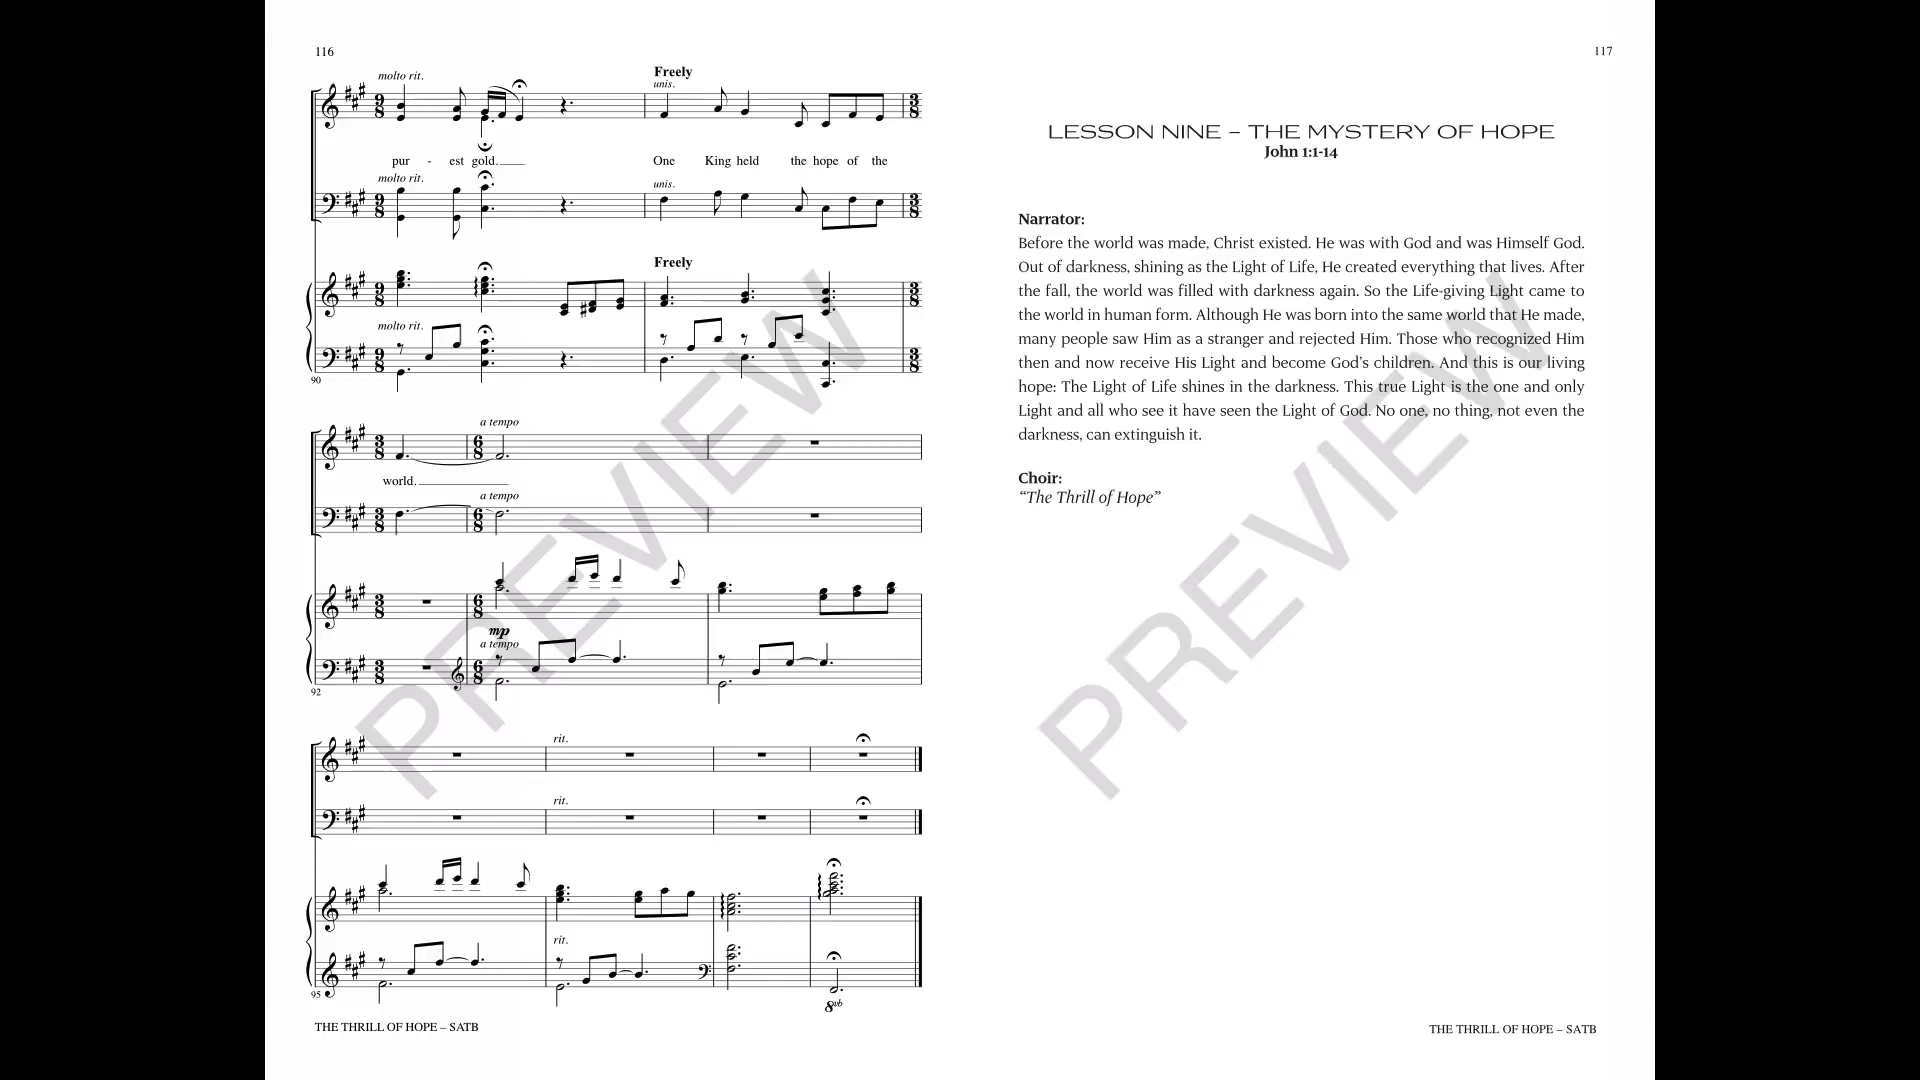 116
molto rit.
Freely
unis.
pur - est gold.
One King held the hope of the
molto rit.
unis.
Freely
molto rit.
90
a tempo
world.
a tempo
mp
a tempo
92
rit.
rit.
rit.
95
8vb
THE THRILL OF HOPE – SATB
117
LESSON NINE – THE MYSTERY OF HOPE
John 1:1-14
Narrator:
Before the world was made, Christ existed. He was with God and was Himself God.
Out of darkness, shining as the Light of Life, He created everything that lives. After
the fall, the world was filled with darkness again. So the Life-giving Light came to
the world in human form. Although He was born into the same world that He made,
many people saw Him as a stranger and rejected Him. Those who recognized Him
then and now receive His Light and become God's children. And this is our living
hope: The Light of Life shines in the darkness. This true Light is the one and only
Light and all who see it have seen the Light of God. No one, no thing, not even the
darkness, can extinguish it.
Choir:
“The Thrill of Hope”
THE THRILL OF HOPE – SATB
PREVIEW
PREVIEW